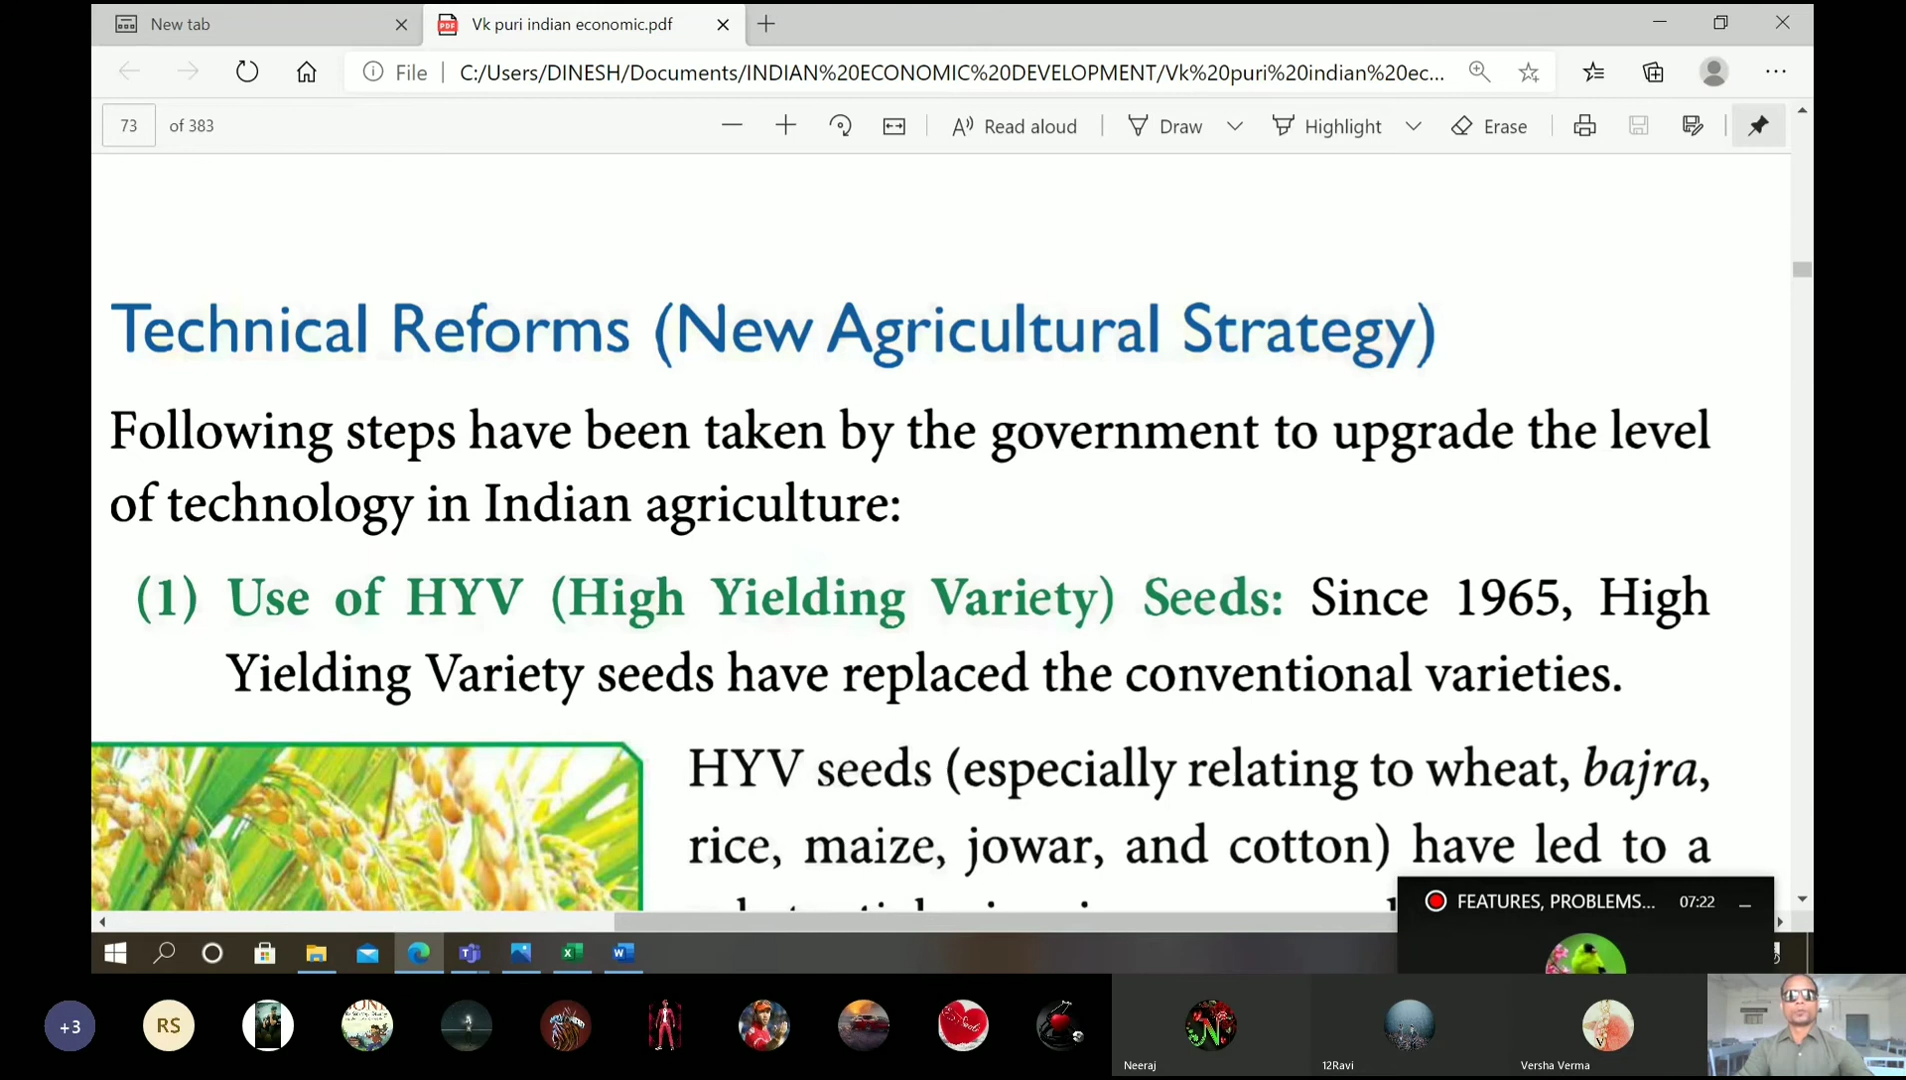 New tab
Vk puri indian economic.pdf
File
C:/Users/DINESH/Documents/INDIAN%20ECONOMIC%20DEVELOPMENT/Vk%20puri%20indian%20ec...
73 of 383
Read aloud
Draw
Highlight
Erase
Technical Reforms (New Agricultural Strategy)
Following steps have been taken by the government to upgrade the level
of technology in Indian agriculture:
(1) Use of HYV (High Yielding Variety) Seeds: Since 1965, High
Yielding Variety seeds have replaced the conventional varieties.
HYV seeds (especially relating to wheat, bajra,
rice, maize, jowar, and cotton) have led to a
FEATURES, PROBLEMS... 07:22
+3
RS
Neeraj
12Ravi
Versha Verma